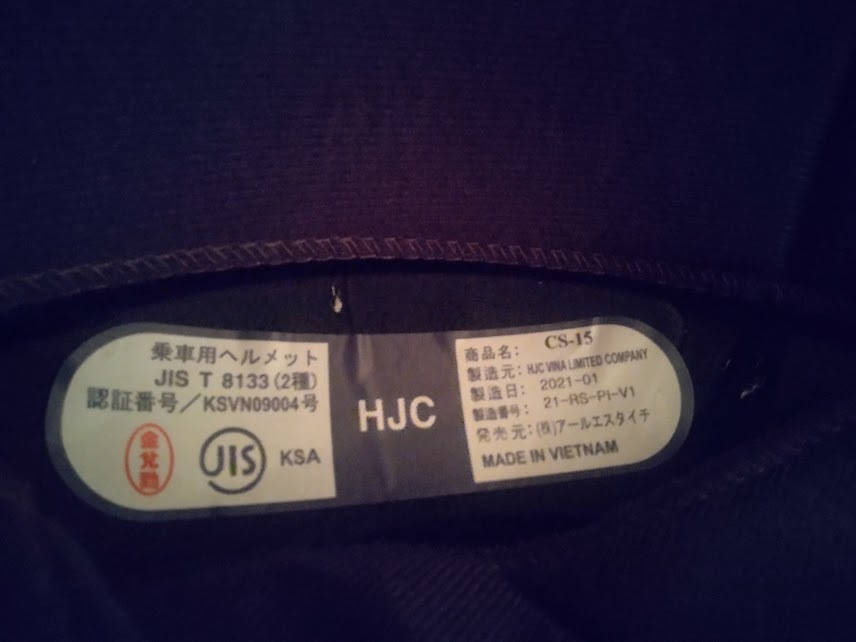 乗車用ヘルメット
JIS T 8133(2種)
認証番号/KSVN09004号
JIS
KSA
HJC
商品名: CS-15
製造元: HJC VINA LIMITED COMPANY
製造日: 2021-01
製造番号: 21-RS-PI-V1
発売元: (株)アールエスタイチ
MADE IN VIETNAM